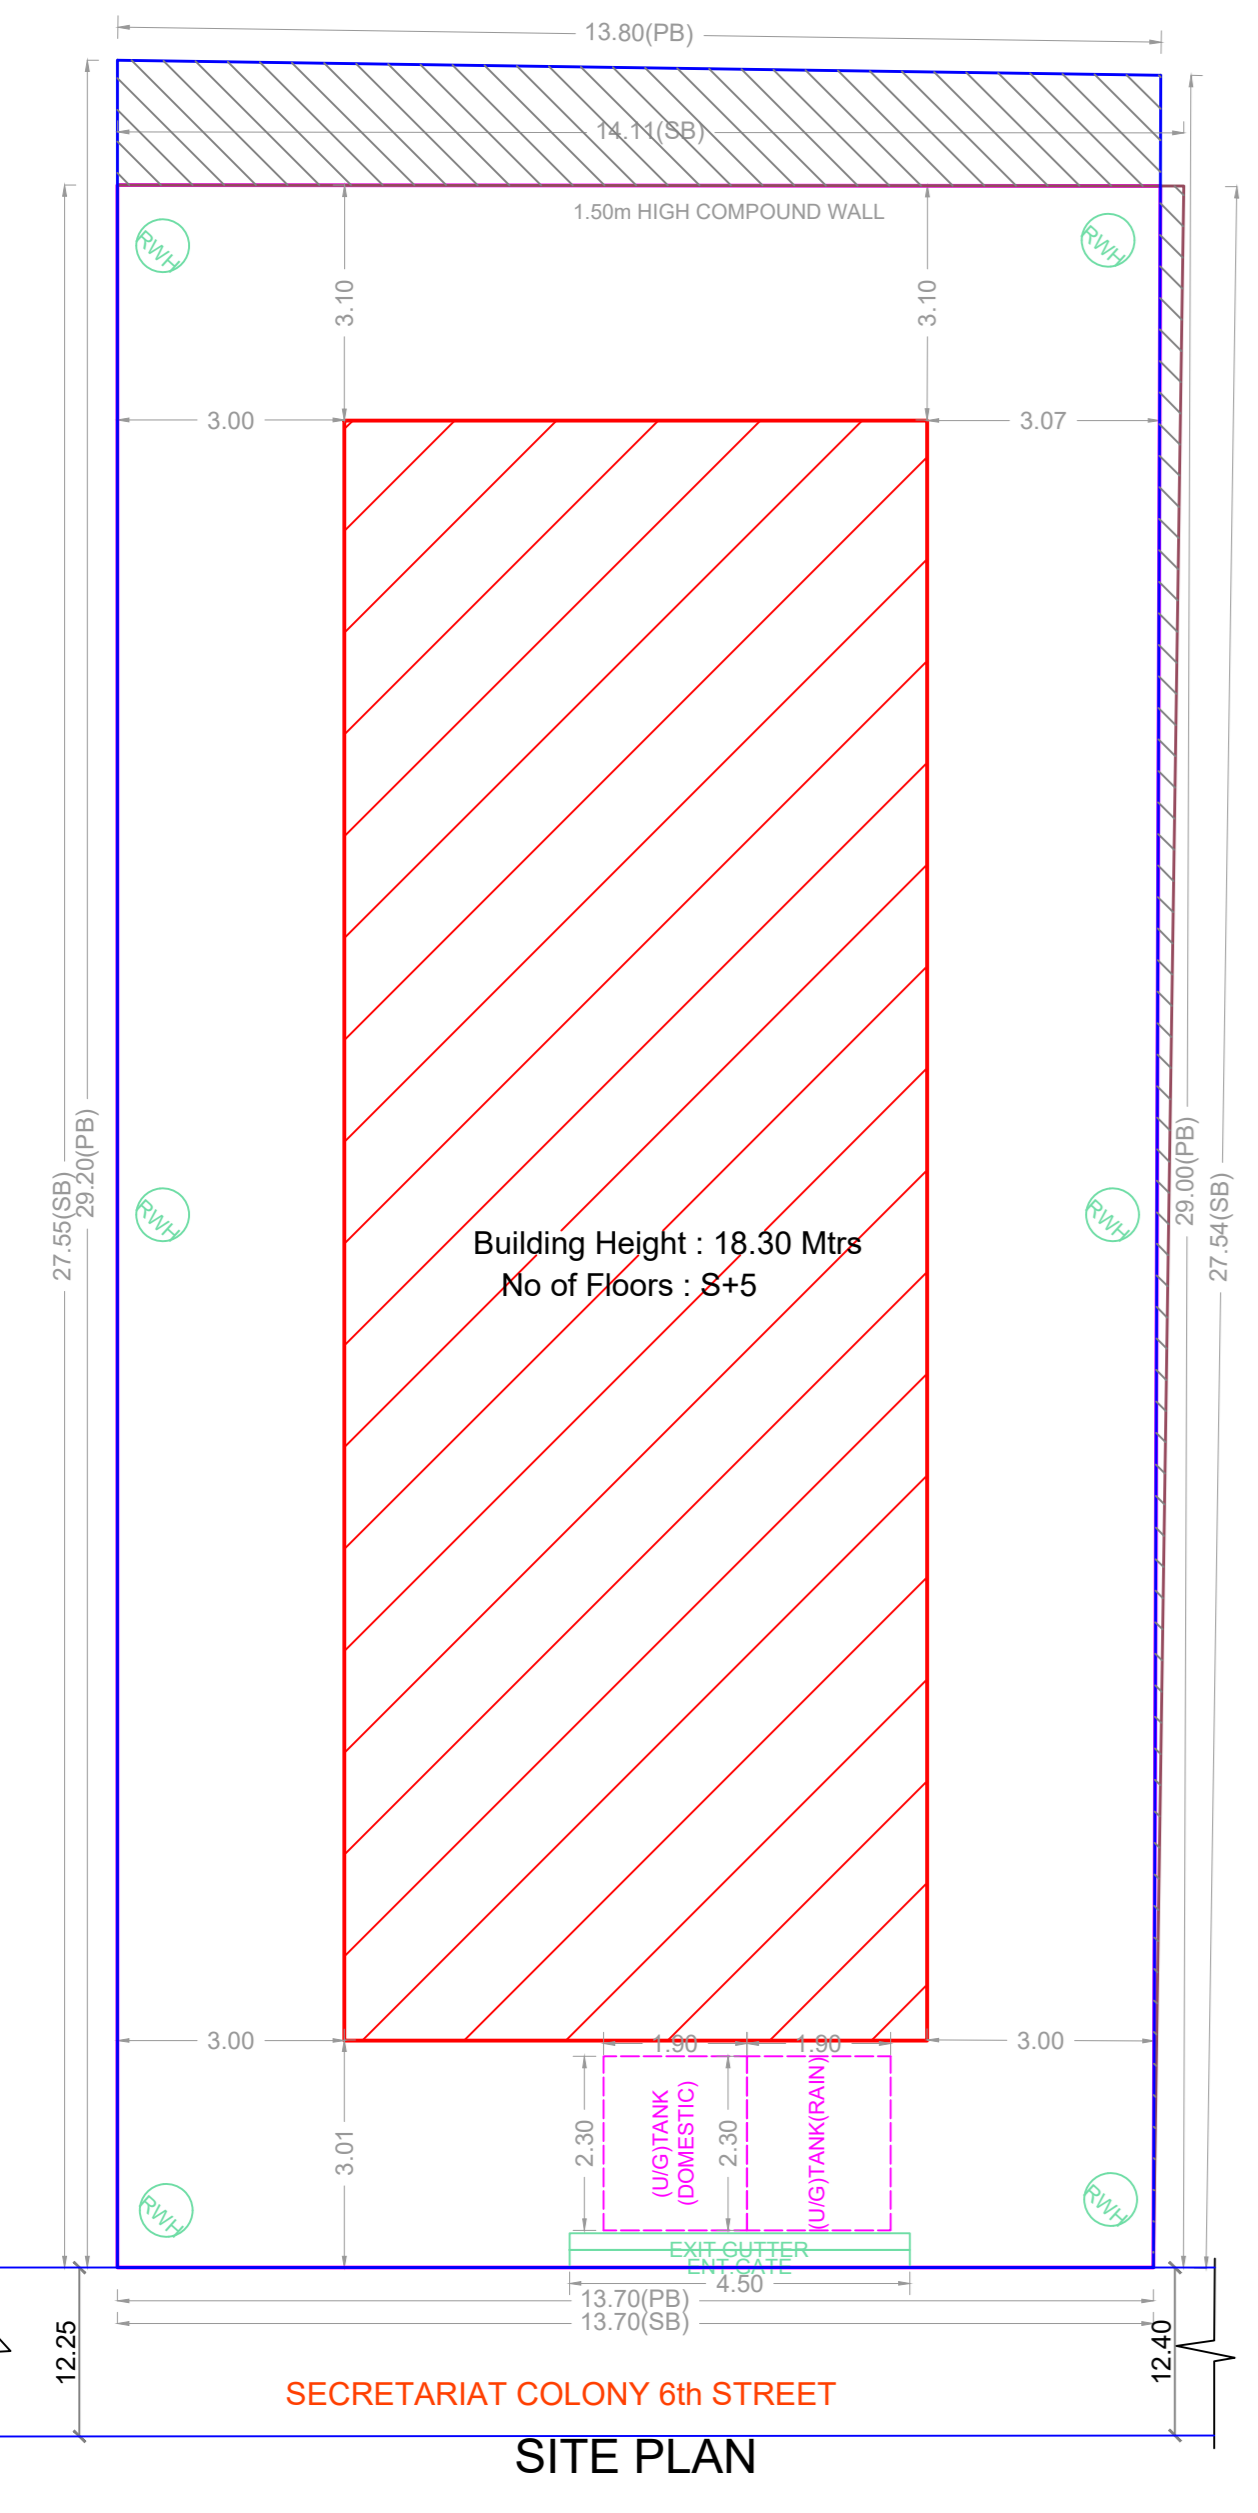 13.80(PB)
14.11(SB)
1.50m HIGH COMPOUND WALL
RWH
RWH
3.10
3.10
3.00
3.07
27.55(SB)
29.20(PB)
29.00(PB)
27.54(SB)
RWH
RWH
Building Height : 18.30 Mtrs
No of Floors : S+5
3.00
1.90
1.90
3.00
3.01
2.30
(U/G)TANK
(DOMESTIC)
2.30
(U/G)TANK(RAIN)
RWH
RWH
EXIT GUTTER
ENT.GATE
4.50
13.70(PB)
13.70(SB)
12.25
12.40
SECRETARIAT COLONY 6th STREET
SITE PLAN